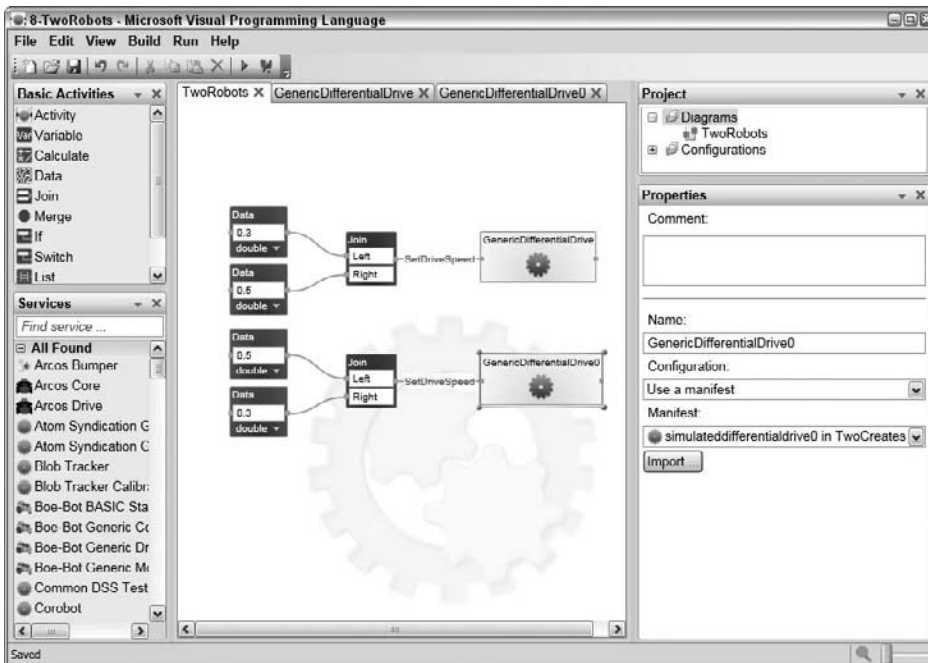 8-TwoRobots - Microsoft Visual Programming Language
File Edit View Build Run Help
Basic Activities
Activity
Variable
Calculate
Data
Join
Merge
If
Switch
List
Services
Find service ...
All Found
Arcos Bumper
Arcos Core
Arcos Drive
Atom Syndication G
Atom Syndication C
Blob Tracker
Blob Tracker Calibr
Boe-Bot BASIC Sta
Boe-Bot Generic Co
Boe-Bot Generic Dr
Boe-Bot Generic Mo
Common DSS Test
Corobot
Saved
TwoRobots X GenericDifferentialDrive X GenericDifferentialDrive0 X
Data
0.3
double
Data
0.5
double
Join
Left
Right
SetDriveSpeed
GenericDifferentialDrive
Data
0.5
double
Data
0.3
double
Join
Left
Right
SetDriveSpeed
GenericDifferentialDrive0
Project
Diagrams
TwoRobots
Configurations
Properties
Comment:
Name:
GenericDifferentialDrive0
Configuration:
Use a manifest
Manifest:
simulateddifferentialdrive0 in TwoCreates
Import...